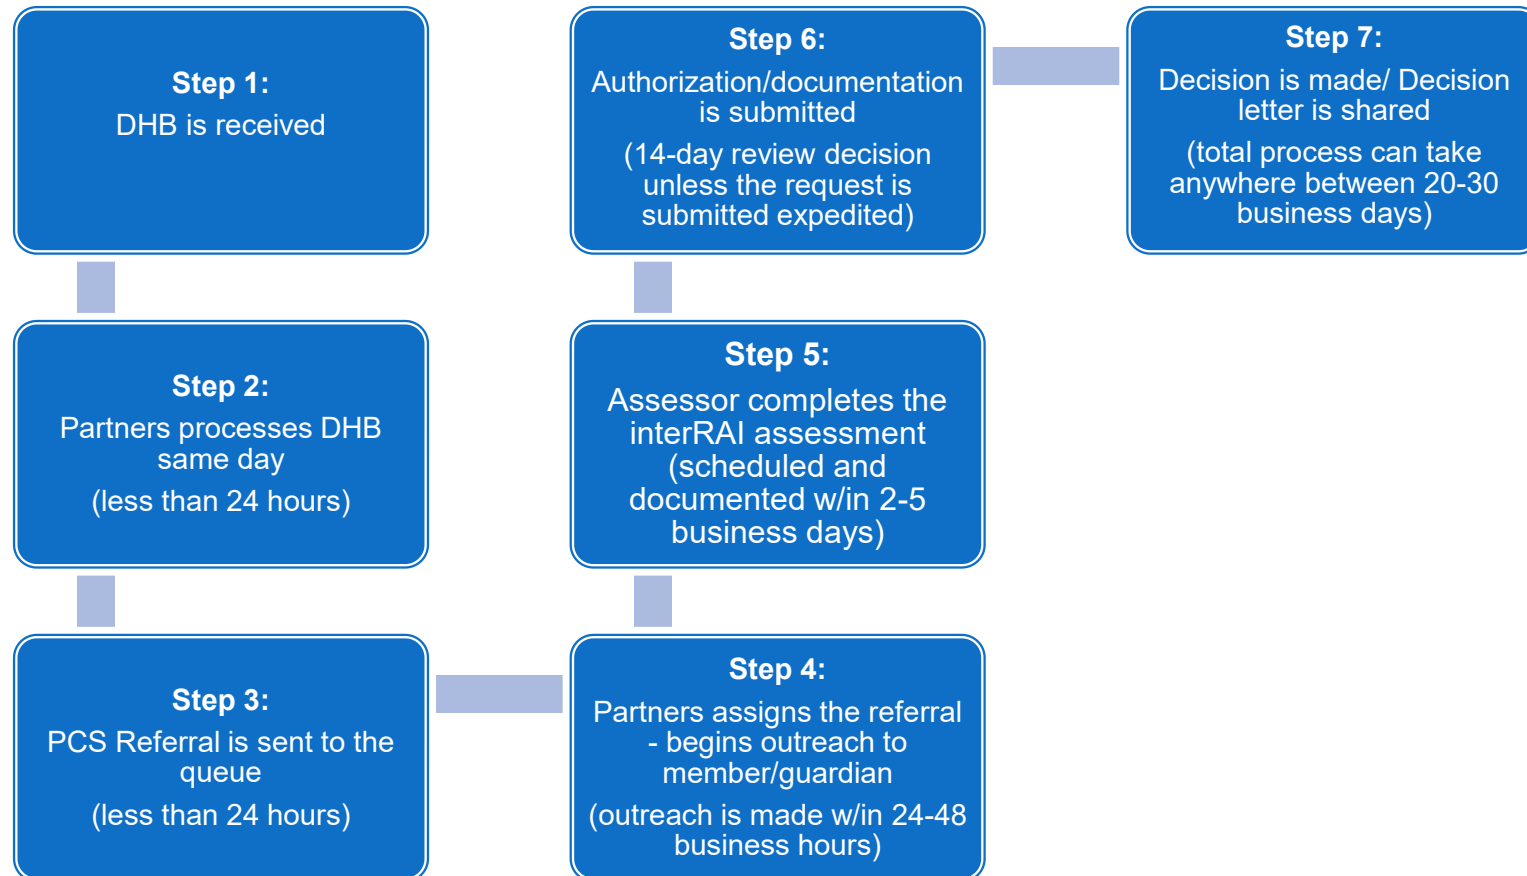 Step 1:
DHB is received
Step 2:
Partners processes DHB
same day
(less than 24 hours)
Step 3:
PCS Referral is sent to the
queue
(less than 24 hours)
Step 4:
Partners assigns the referral
- begins outreach to
member/guardian
(outreach is made w/in 24-48
business hours)
Step 5:
Assessor completes the
interRAI assessment
(scheduled and
documented w/in 2-5
business days)
Step 6:
Authorization/documentation
is submitted
(14-day review decision
unless the request is
submitted expedited)
Step 7:
Decision is made/ Decision
letter is shared
(total process can take
anywhere between 20-30
business days)